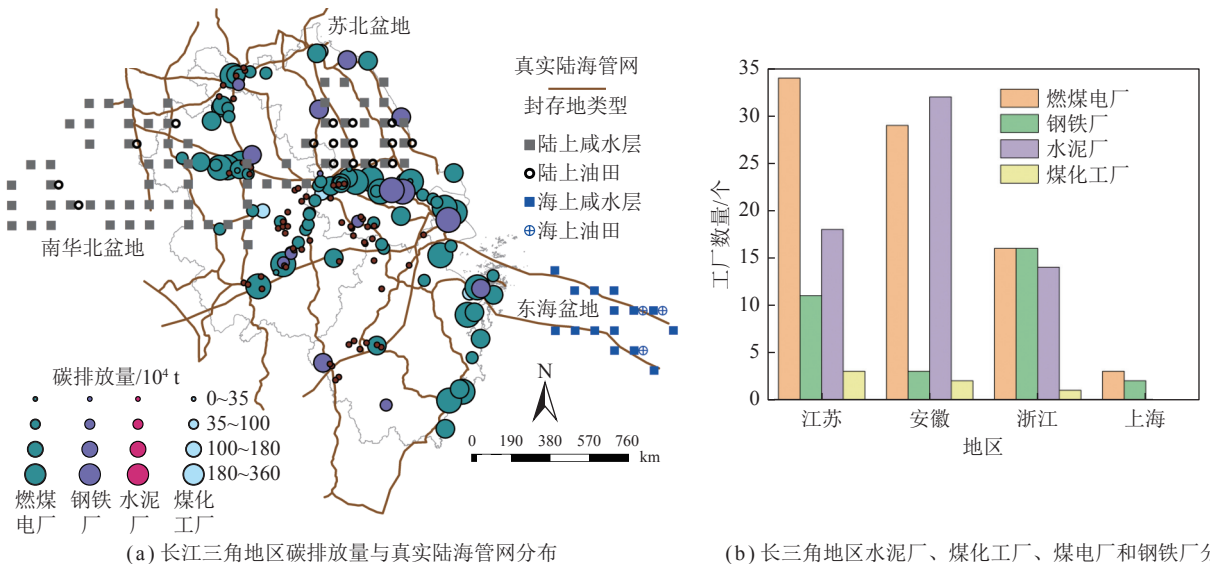 苏北盆地
真实陆海管网
封存地类型
陆上咸水层
陆上油田
海上咸水层
海上油田
南华北盆地
东海盆地
碳排放量/10⁴ t
0~35
35~100
100~180
180~360
燃煤电厂
钢铁厂
水泥厂
煤化工厂
N
0 190 380 570 760
km
(a) 长江三角地区碳排放量与真实陆海管网分布
35
30
25
20
15
10
5
0
工厂数量/个
燃煤电厂
钢铁厂
水泥厂
煤化工厂
江苏 安徽 浙江 上海
地区
(b) 长三角地区水泥厂、煤化工厂、煤电厂和钢铁厂